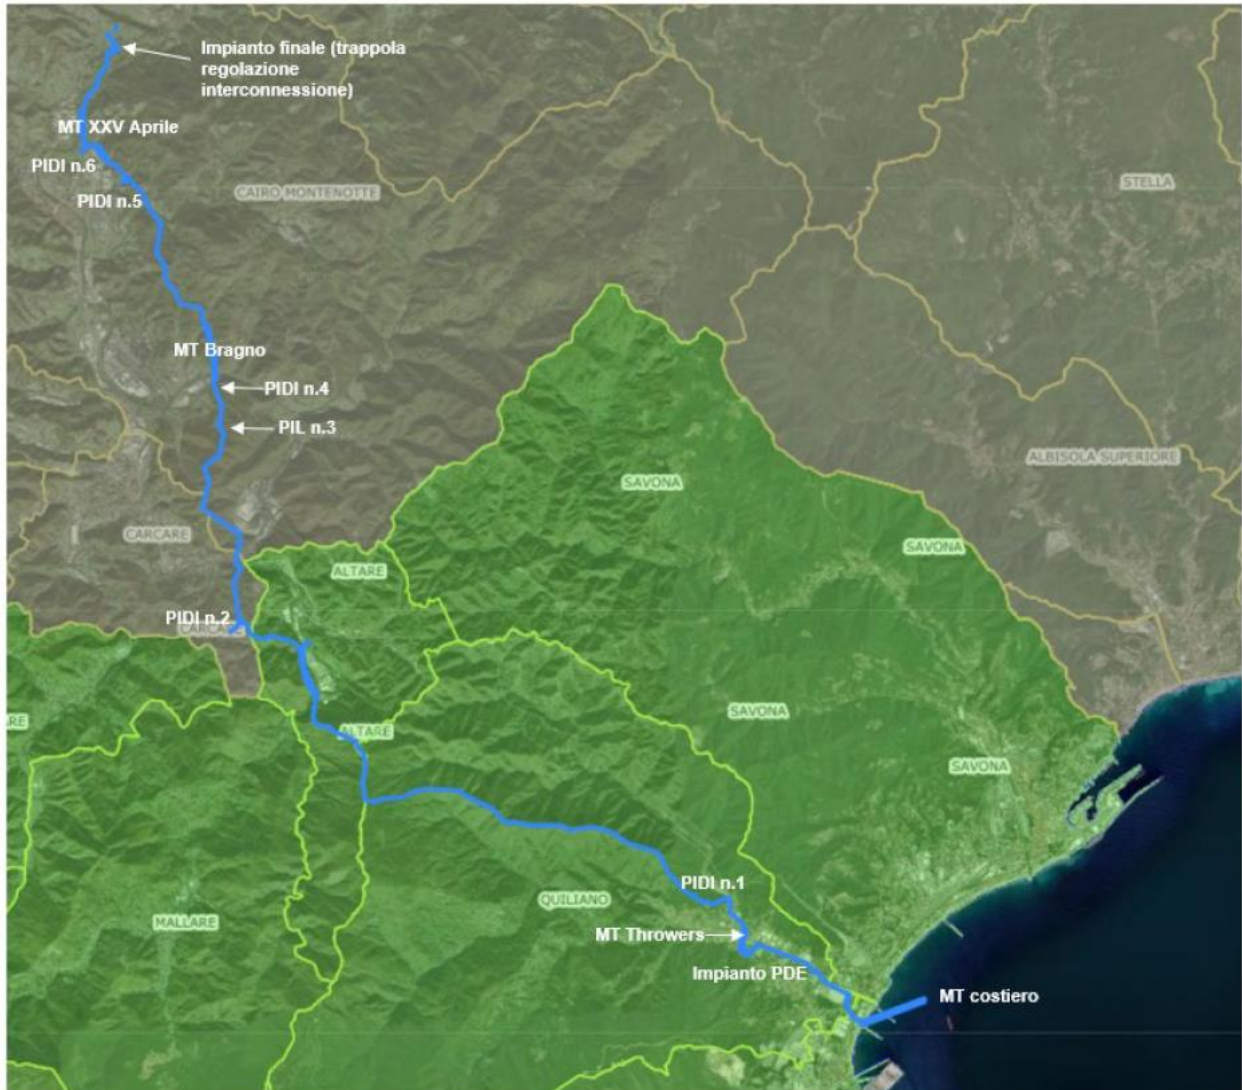 Impianto finale (trappola
regolazione
interconnessione)
MT XXV Aprile
PIDI n.6
PIDI n.5
CAIRO MONTENOTTE
STELLA
MT Bragno
PIDI n.4
PIL n.3
ALBISOLA SUPERIORE
SAVONA
CARCARE
SAVONA
ALTARE
PIDI n.2
CARCARE
SAVONA
ARE
ALTARE
SAVONA
PIDI n.1
QUILIANO
MALLARE
MT Throwers
Impianto PDE
MT costiero